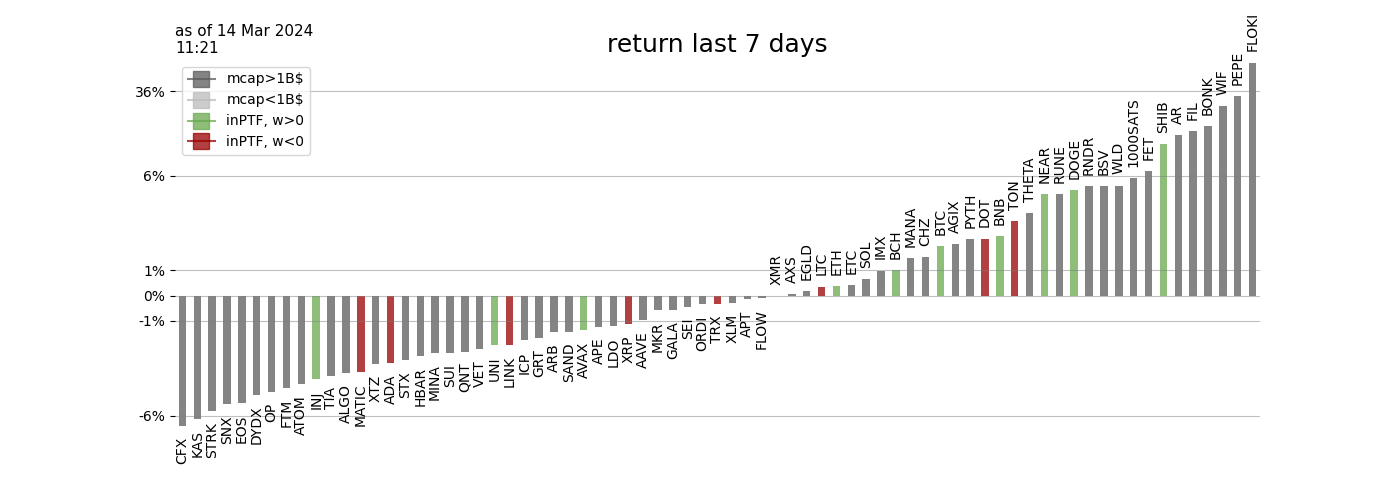 as of 14 Mar 2024
11:21
return last 7 days
mcap>1B$
mcap<1B$
inPTF, w>0
inPTF, w<0
36%
6%
1%
0%
-1%
-6%
CFX
KAS
STRK
SNX
EOS
DYDX
OP
FTM
ATOM
INJ
TIA
ALGO
MATIC
XTZ
ADA
STX
HBAR
MINA
SUI
QNT
VET
UNI
LINK
ICP
GRT
ARB
SAND
AVAX
APE
LDO
XRP
AAVE
MKR
GALLA
SEI
ORDI
TRX
XLM
APT
FLOW
XMR
AXS
EGLD
LTC
ETH
ETC
SOL
IMX
BCH
MANA
CHZ
BTC
AGIX
PYTH
DOT
BNB
TON
THETA
NEAR
RUNE
DOGE
RNDR
BSV
WLD
1000SATS
FET
SHIB
AR
FIL
BONK
WIF
PEPE
FLOKI